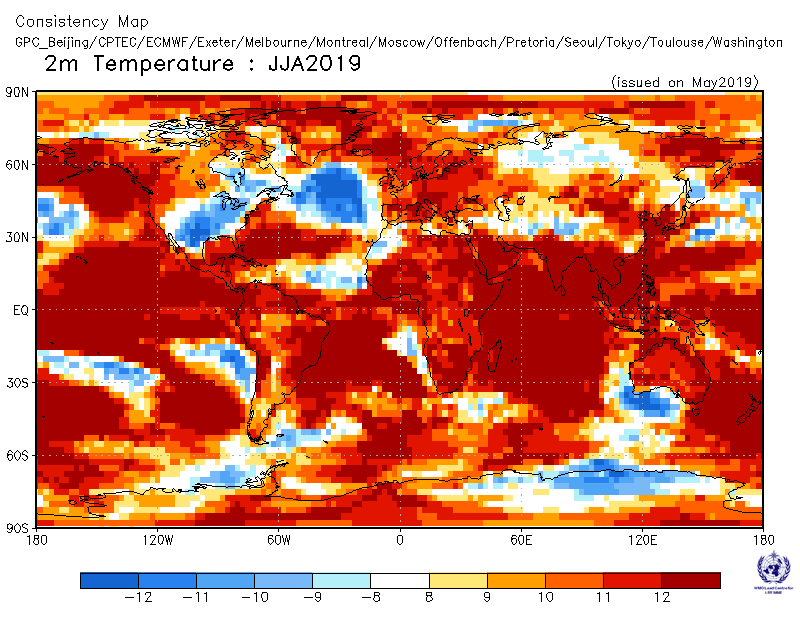 Consistency Map
GPC_Beijing/CPTEC/ECMWF/Exeter/Melbourne/Montreal/Moscow/Offenbach/Pretoria/Seoul/Tokyo/Toulouse/Washington
2m Temperature : JJA2019
(issued on May2019)
90N
60N
30N
EQ
30S
60S
90S
180 120W 60W 0 60E 120E 180
−12 −11 −10 −9 −8 8 9 10 11 12